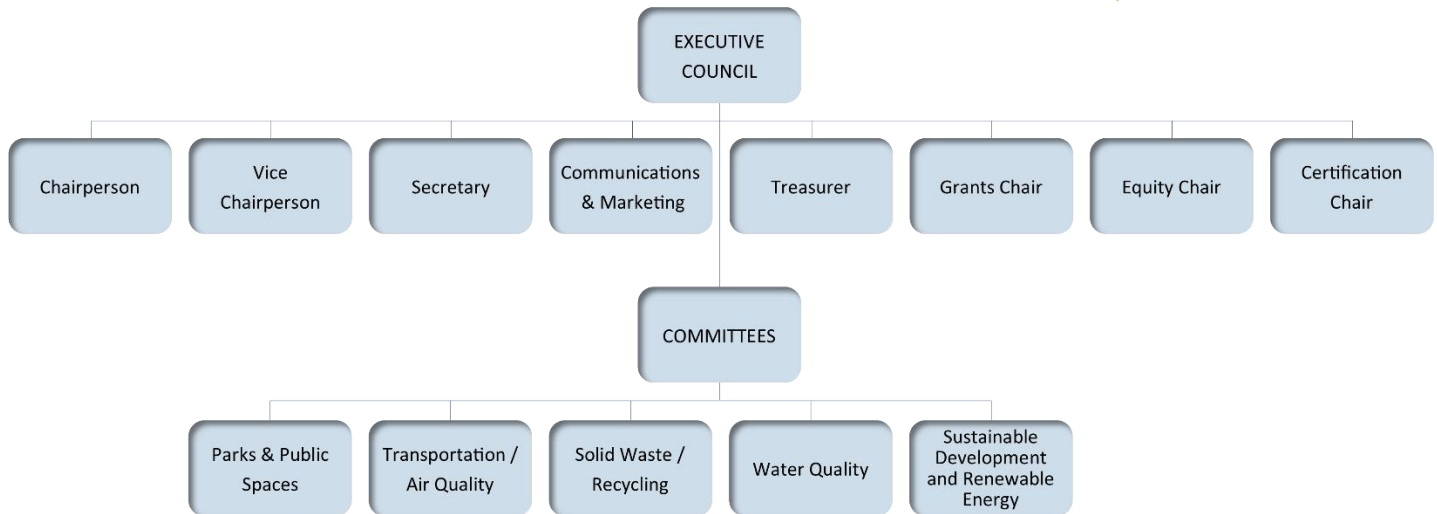 EXECUTIVE
COUNCIL
Chairperson
Vice
Chairperson
Secretary
Communications
& Marketing
Treasurer
Grants Chair
Equity Chair
Certification
Chair
COMMITTEES
Parks & Public
Spaces
Transportation /
Air Quality
Solid Waste /
Recycling
Water Quality
Sustainable
Development
and Renewable
Energy